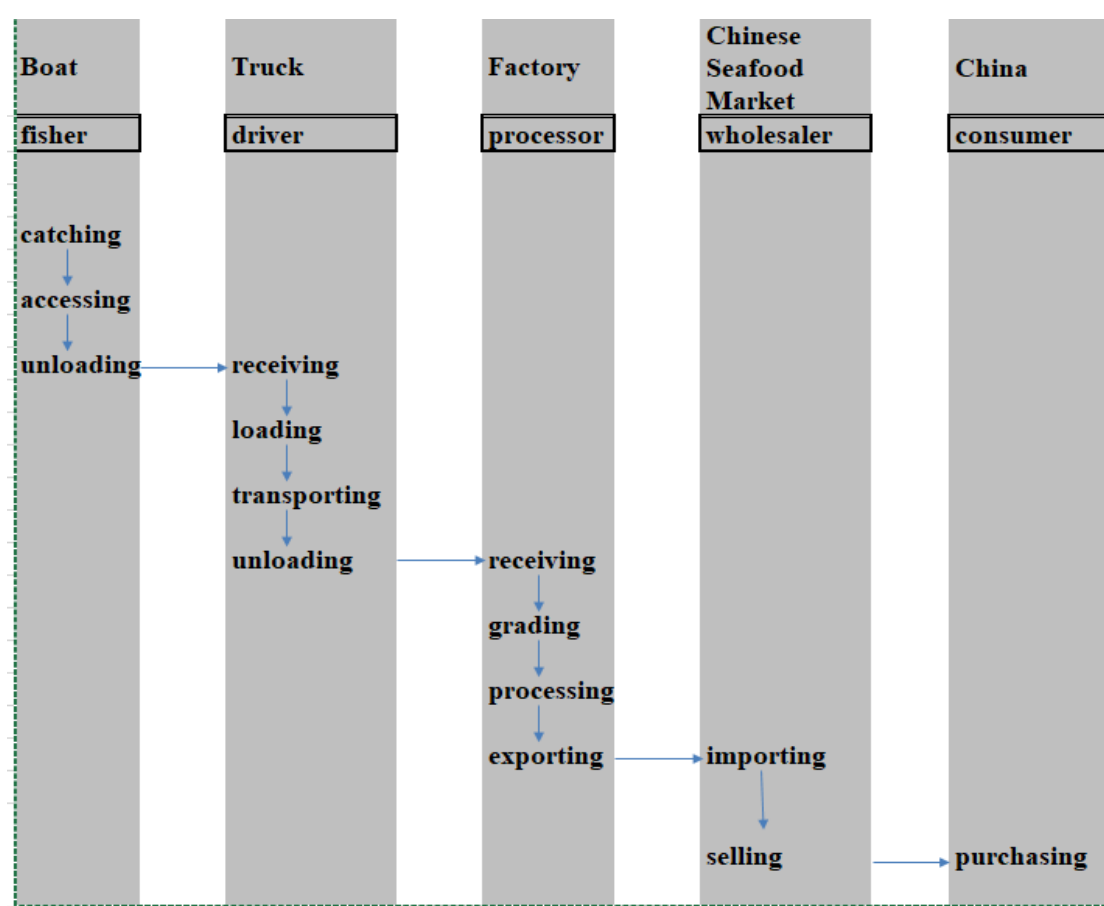 Boat
Truck
Factory
Chinese
Seafood
Market
China
fisher
driver
processor
wholesaler
consumer
catching
accessing
unloading
receiving
loading
transporting
unloading
receiving
grading
processing
exporting
importing
selling
purchasing